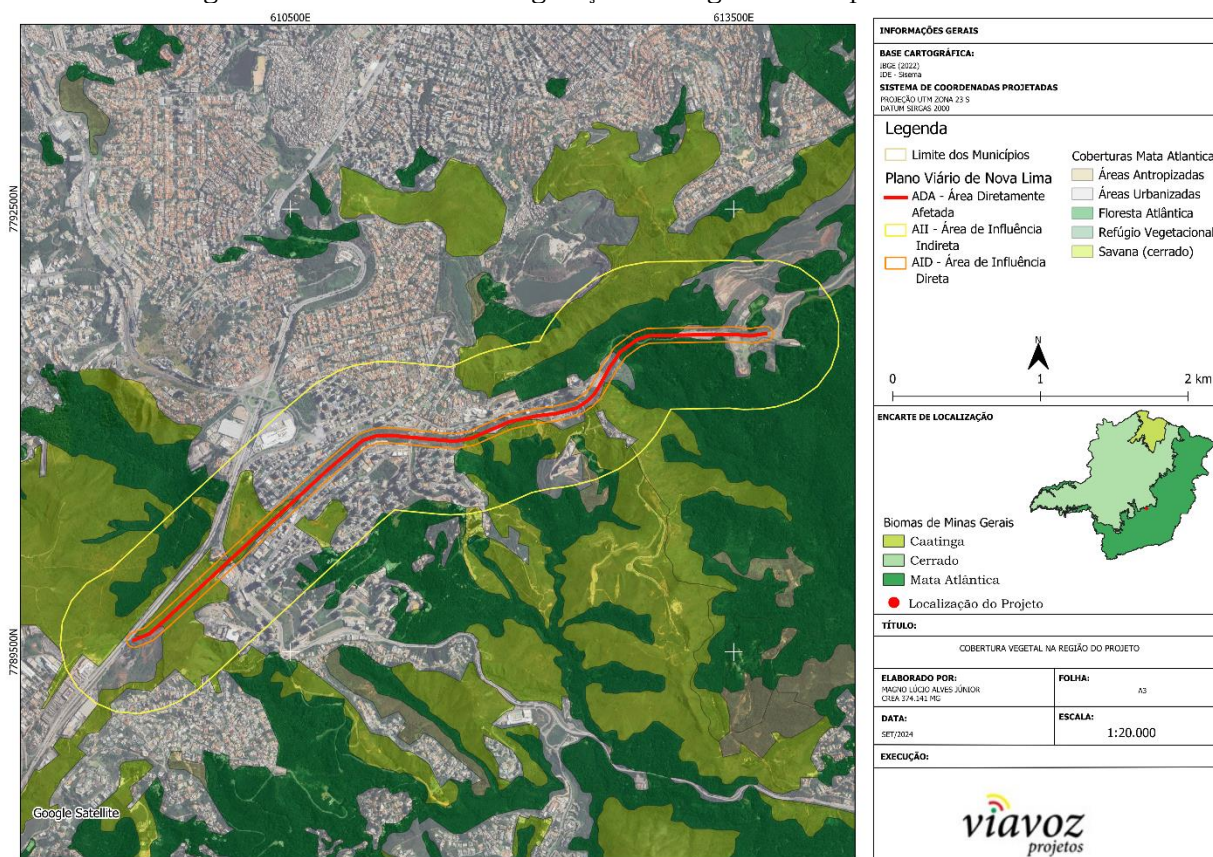 610500E
613500E
7792500N
7789500N
Google Satellite
INFORMAÇÕES GERAIS
BASE CARTOGRÁFICA:
IBGE (2022)
IDE - Sisema
SISTEMA DE COORDENADAS PROJETADAS
PROJEÇÃO UTM ZONA 23 S
DATUM SIRGAS 2000
Legenda
Limite dos Municípios
Plano Viário de Nova Lima
ADA - Área Diretamente
Afetada
AII - Área de Influência
Indireta
AID - Área de Influência
Direta
Coberturas Mata Atlantica
Áreas Antropizadas
Áreas Urbanizadas
Floresta Atlântica
Refúgio Vegetacional
Savana (cerrado)
N
0 1 2 km
ENCARTE DE LOCALIZAÇÃO
Biomas de Minas Gerais
Caatinga
Cerrado
Mata Atlântica
Localização do Projeto
TÍTULO:
COBERTURA VEGETAL NA REGIÃO DO PROJETO
ELABORADO POR:
MAGNO LÚCIO ALVES JÚNIOR
CREA 374.141 MG
FOLHA:
A3
DATA:
SET/2024
ESCALA:
1:20.000
EXECUÇÃO:
viavoz
projetos